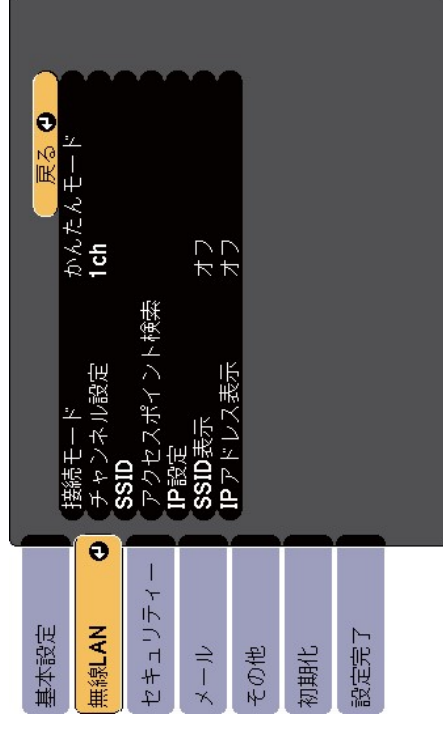 基本設定
無線LAN
セキュリティー
メール
その他
初期化
設定完了
戻る
接続モード かんたんモード
チャンネル設定 1ch
SSID
アクセスポイント検索
IP設定
SSID表示 オフ
IPアドレス表示 オフ